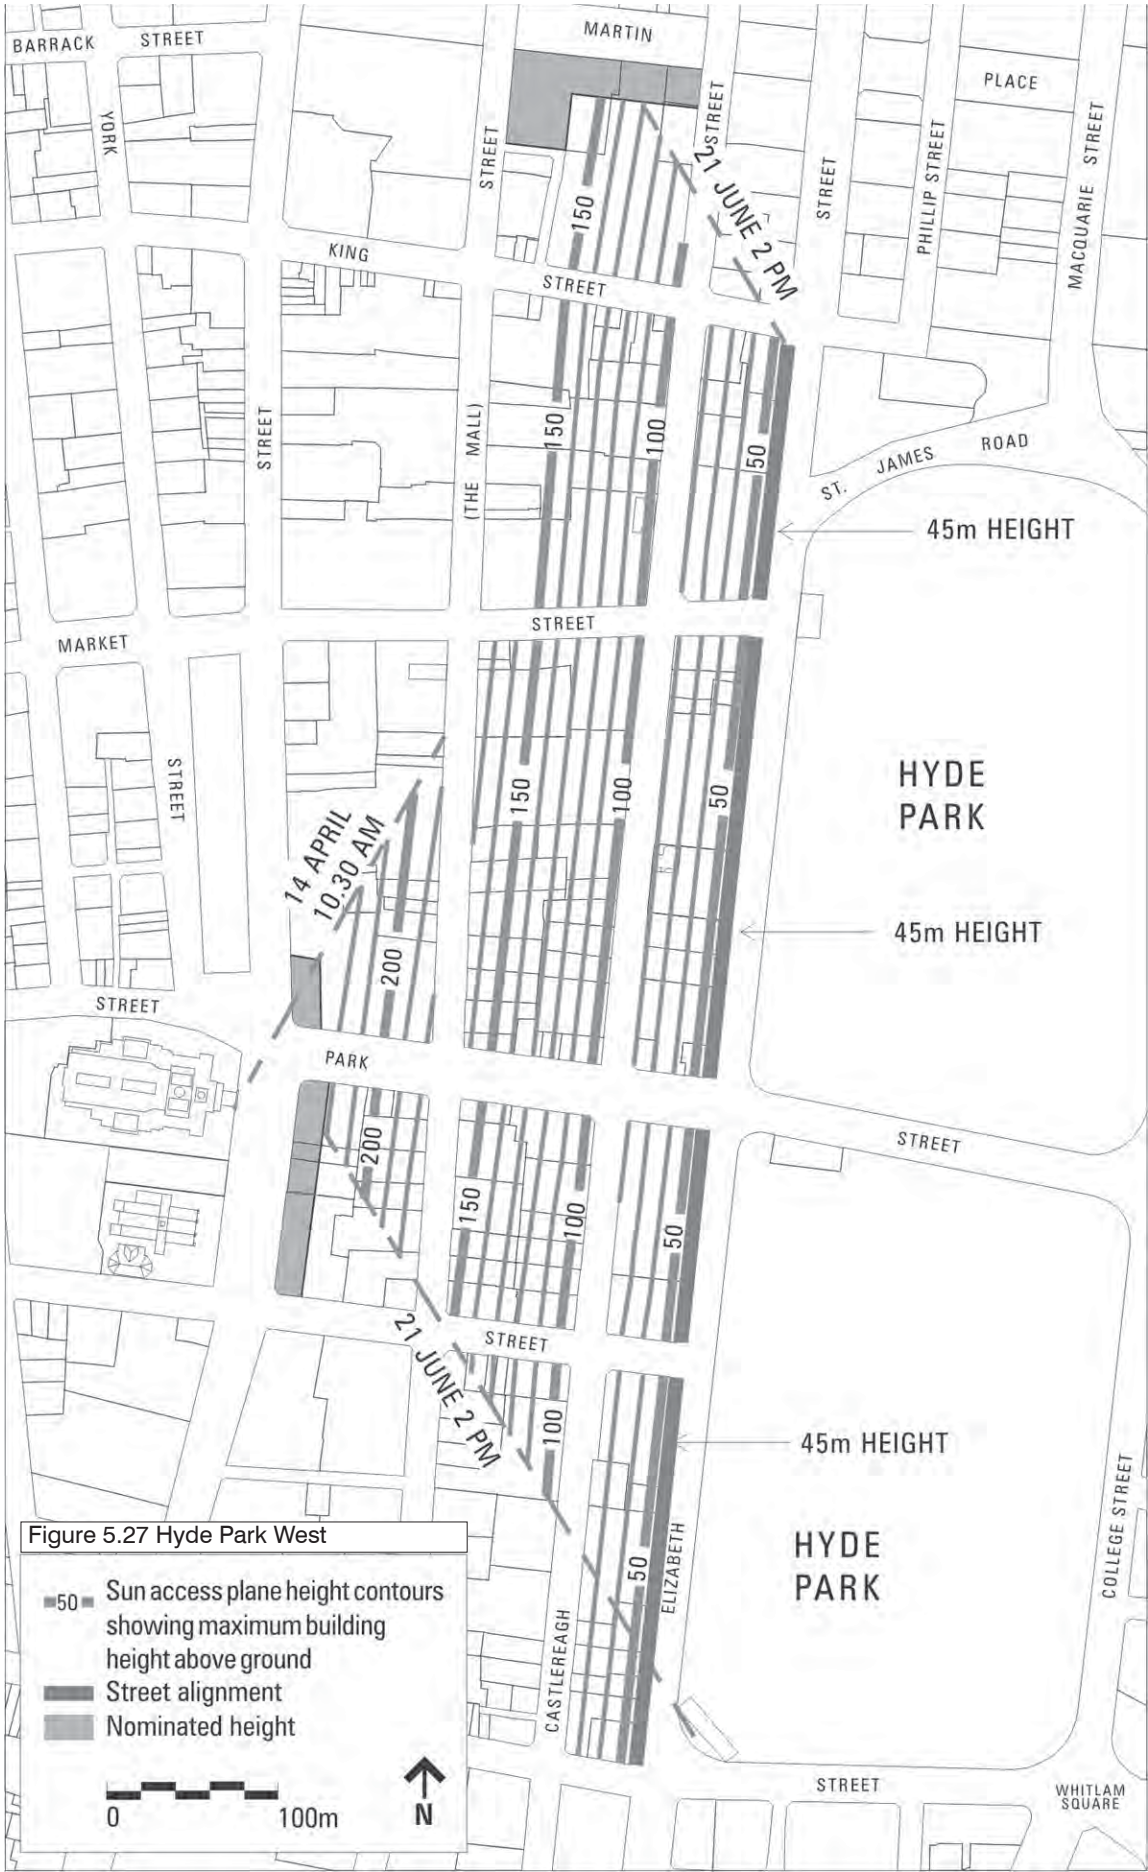 MARTIN
BARRACK STREET
PLACE
YORK
STREET
STREET
STREET
PHILLIP STREET
MACQUARIE STREET
21 JUNE 2 PM
150
KING
STREET
STREET
(THE MALL)
150
100
50
ST. JAMES ROAD
45m HEIGHT
STREET
MARKET
STREET
HYDE
PARK
150
100
50
14 APRIL
10.30 AM
200
45m HEIGHT
STREET
PARK
STREET
200
150
100
50
21 JUNE 2 PM
STREET
100
45m HEIGHT
50
ELIZABETH
HYDE
PARK
COLLEGE STREET
CASTLEREAGH
Figure 5.27 Hyde Park West
50 Sun access plane height contours
showing maximum building
height above ground
Street alignment
Nominated height
0 100m
N
STREET
WHITLAM
SQUARE